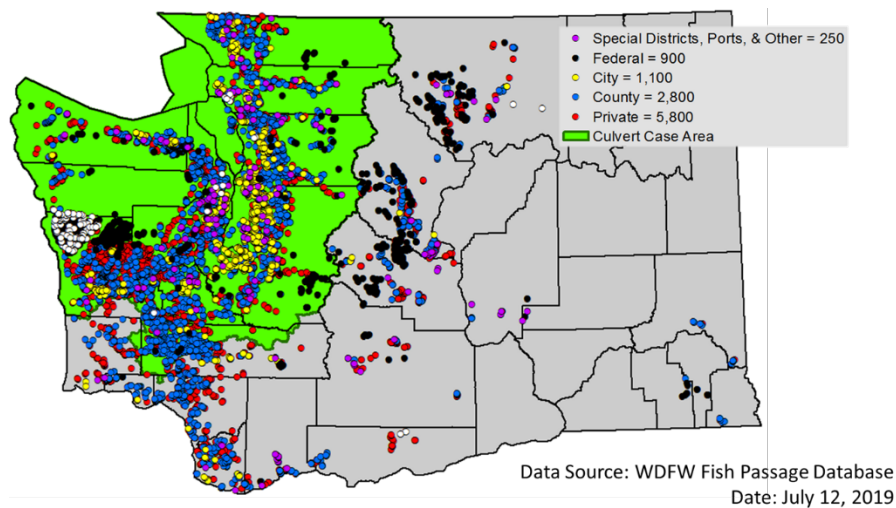 Special Districts, Ports, & Other = 250
Federal = 900
City = 1,100
County = 2,800
Private = 5,800
Culvert Case Area
Data Source: WDFW Fish Passage Database
Date: July 12, 2019